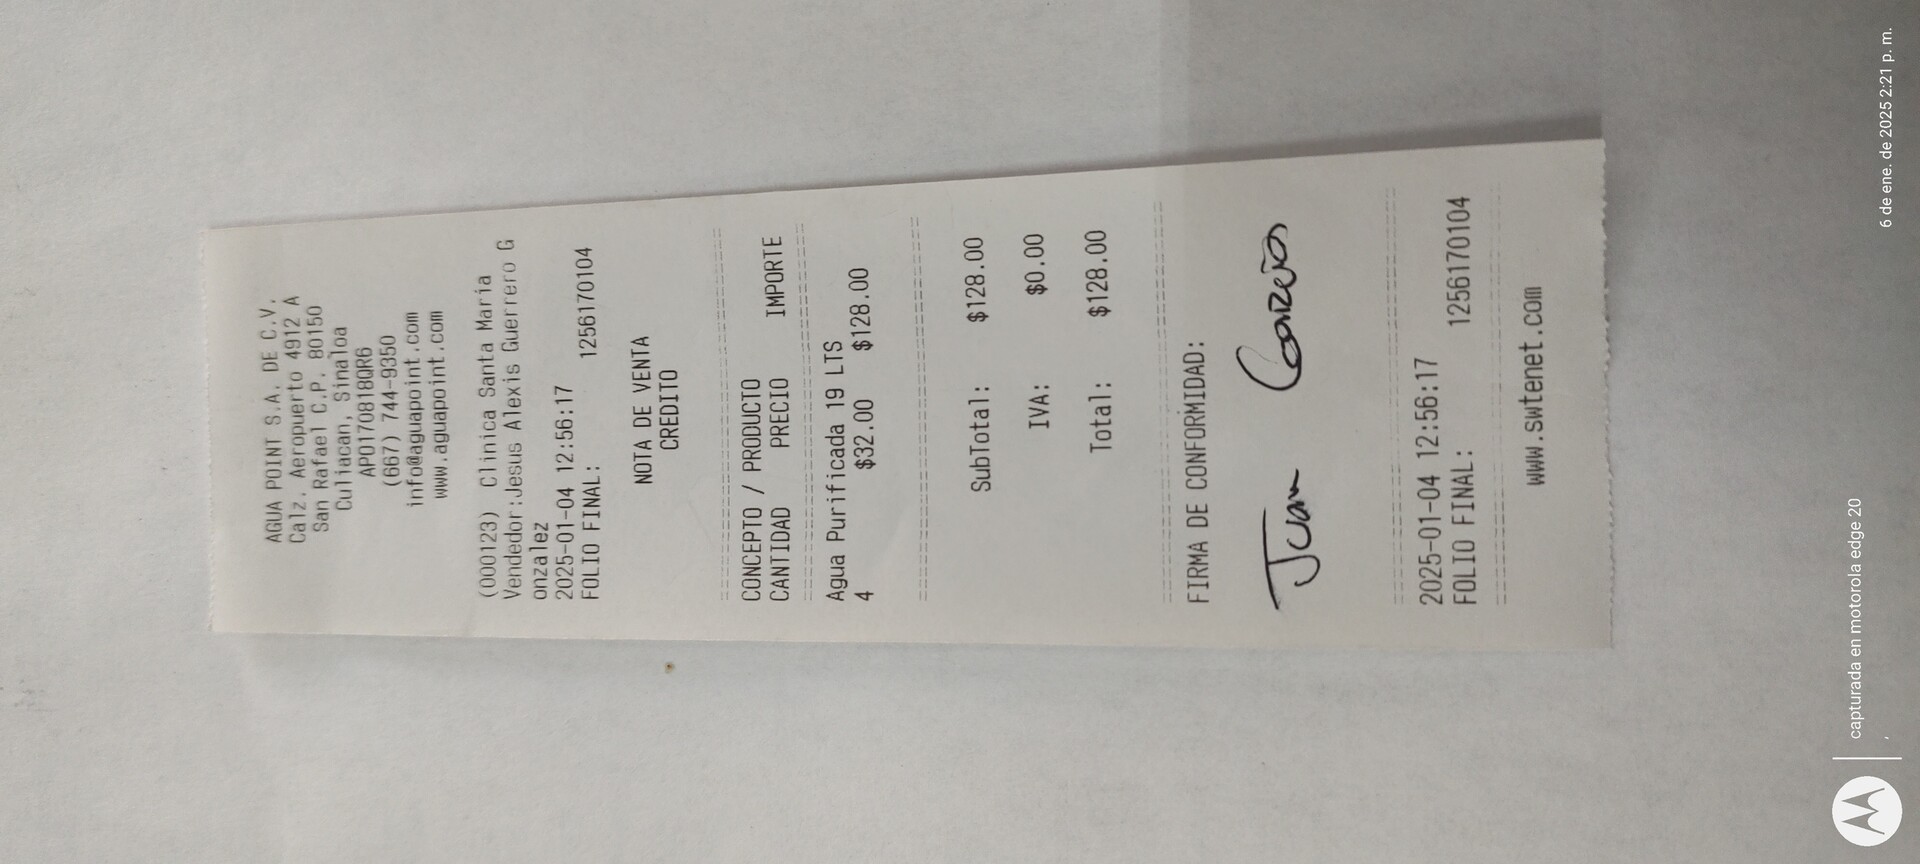 AGUA POINT S.A. DE C.V.
Calz. Aeropuerto 4912 A
San Rafael C.P. 80150
Culiacan, Sinaloa
APO170818QR6
(667) 744-9350
info@aguapoint.com
www.aguapoint.com
(000123) Clinica Santa Maria
Vendedor:Jesus Alexis Guerrero G
onzalez
2025-01-04 12:56:17
FOLIO FINAL: 1256170104
NOTA DE VENTA
CREDITO
CONCEPTO / PRODUCTO
CANTIDAD PRECIO IMPORTE
Agua Purificada 19 LTS
4 $32.00 $128.00
SubTotal: $128.00
IVA: $0.00
Total: $128.00
FIRMA DE CONFORMIDAD:
Juan
2025-01-04 12:56:17
FOLIO FINAL: 1256170104
www.swtenet.com
capturada en motorola edge 20
6 de ene. de 2025 2:21 p. m.